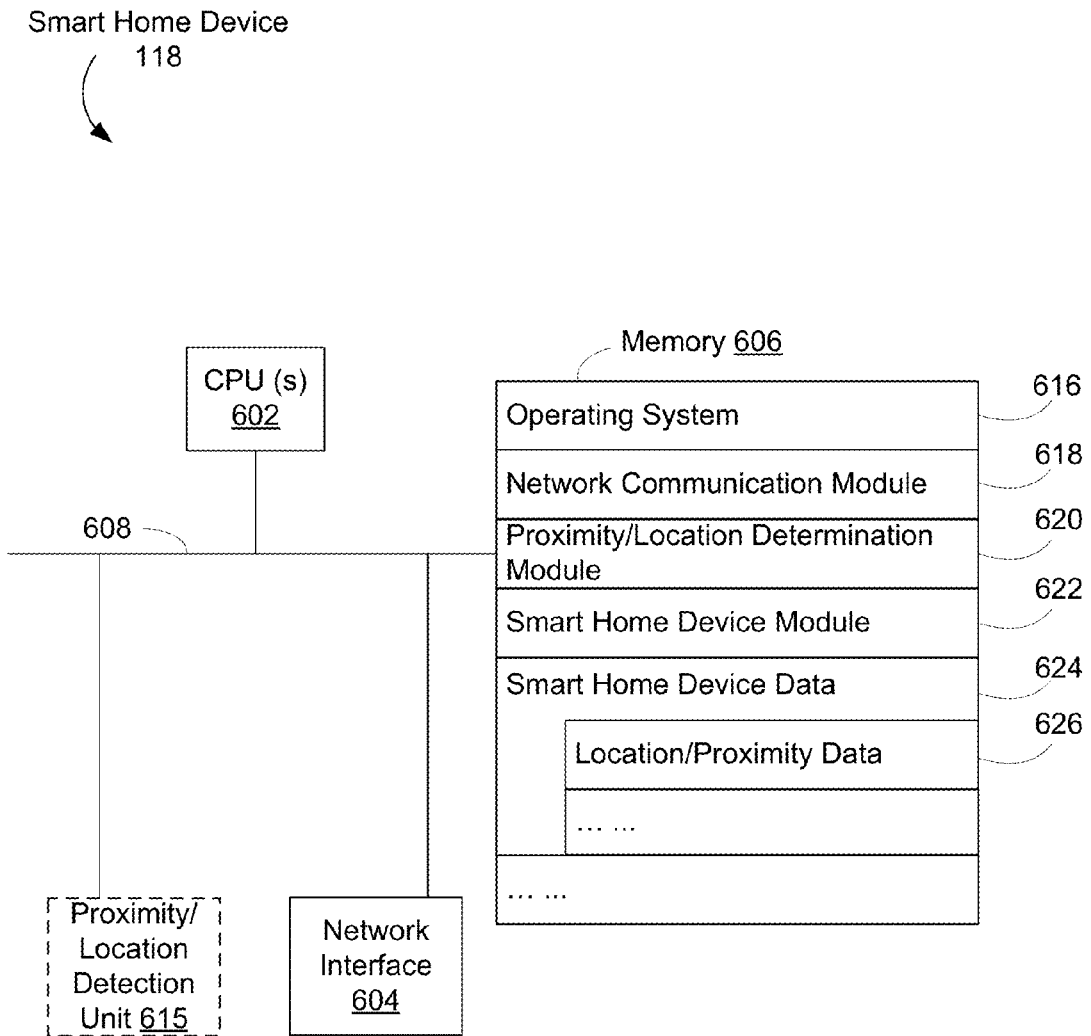 Smart Home Device
118
CPU (s)
602
608
Memory 606
Operating System
616
Network Communication Module
618
Proximity/Location Determination
Module
620
Smart Home Device Module
622
Smart Home Device Data
624
Location/Proximity Data
626
... ...
... ...
Proximity/
Location
Detection
Unit 615
Network
Interface
604